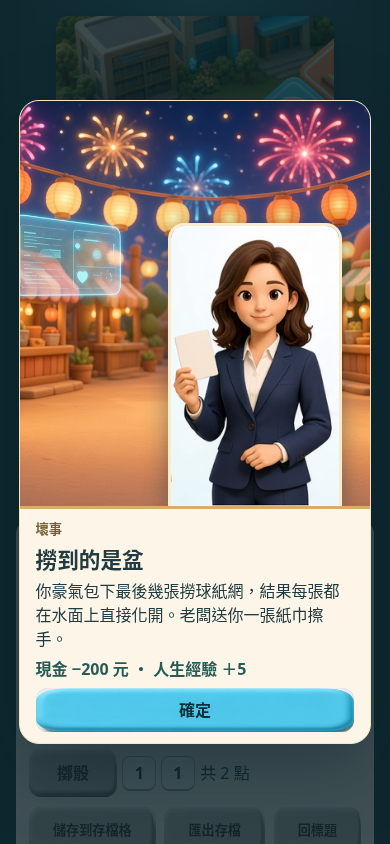 壞事
撈到的是盆
你豪氣包下最後幾張撈球紙網，結果每張都
在水面上直接化開。老闆送你一張紙巾擦
手。
現金 −200 元 · 人生經驗 ＋5
確定
擲骰 1 1 共 2 點
儲存到存檔格 匯出存檔 回標題